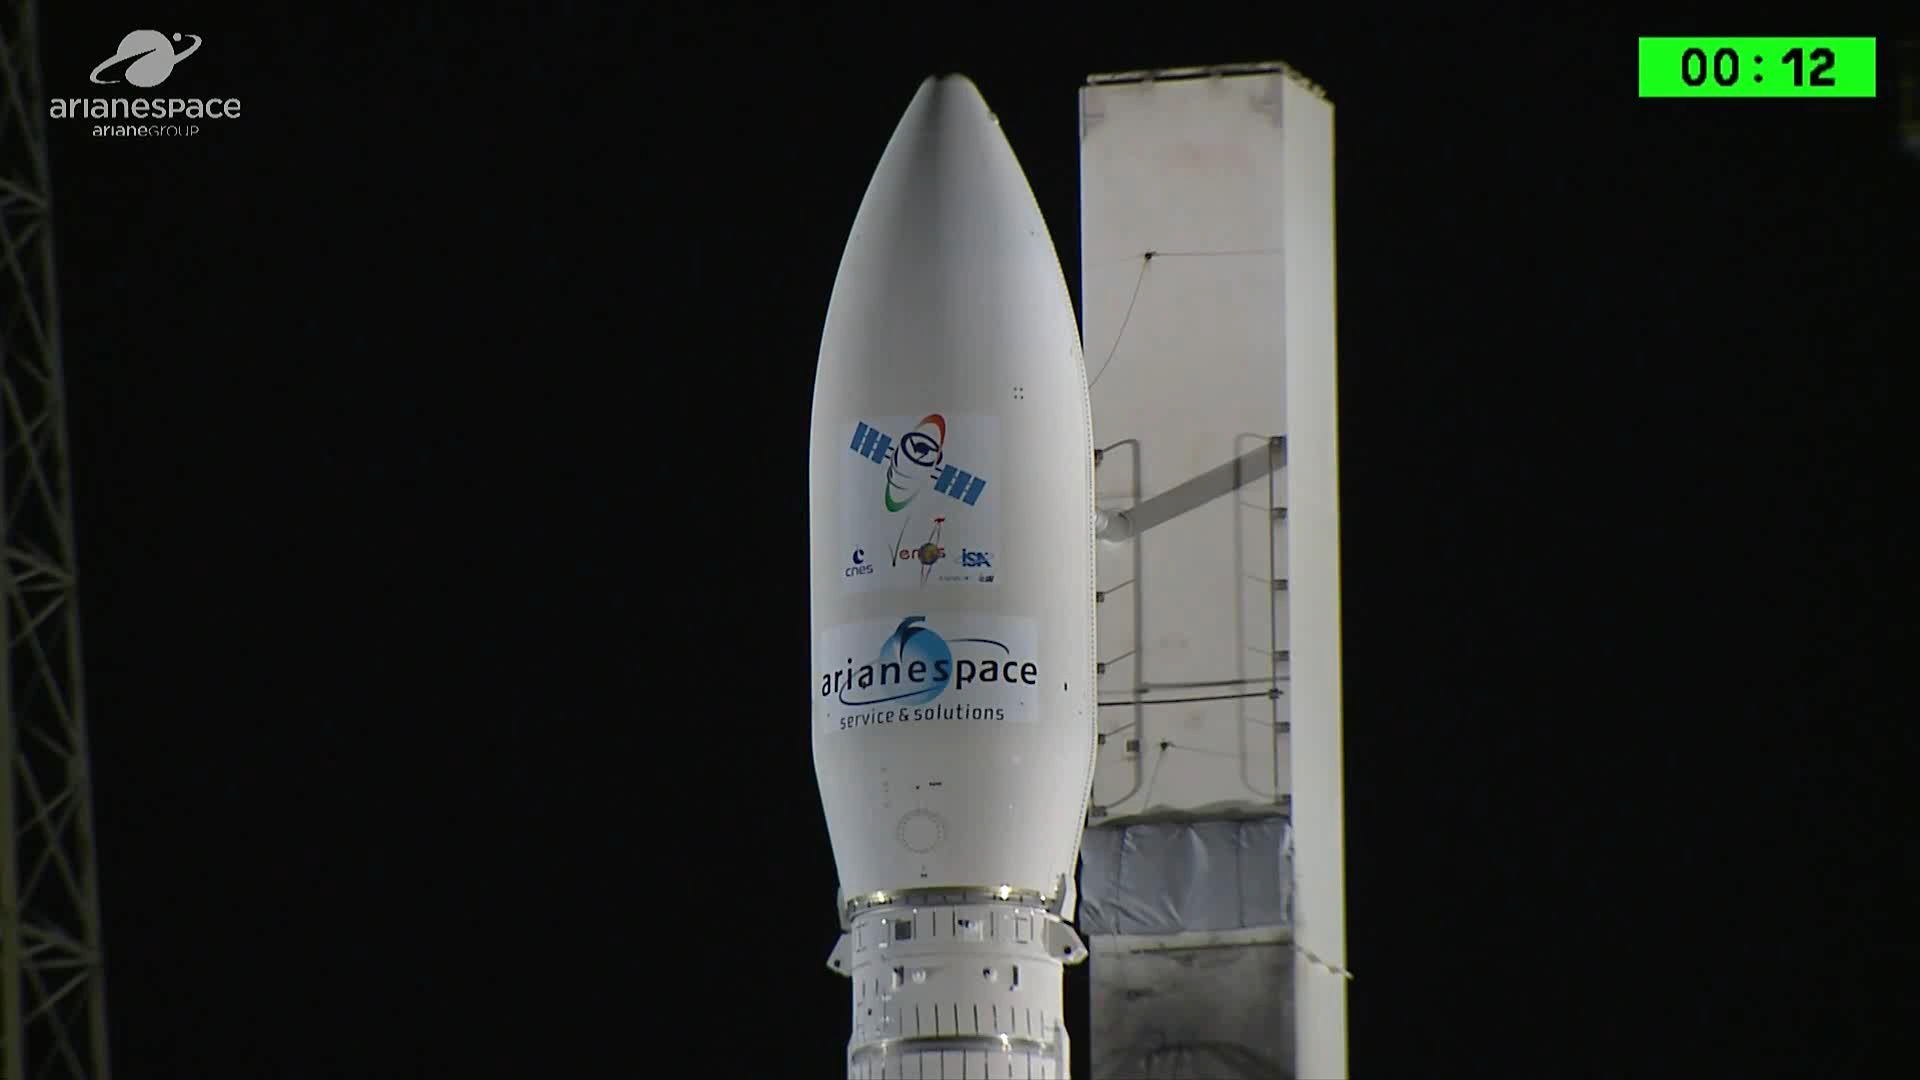 arianespace
arianeGROUP
00:12
cnes
Venµs
ISA
arianespace
service & solutions